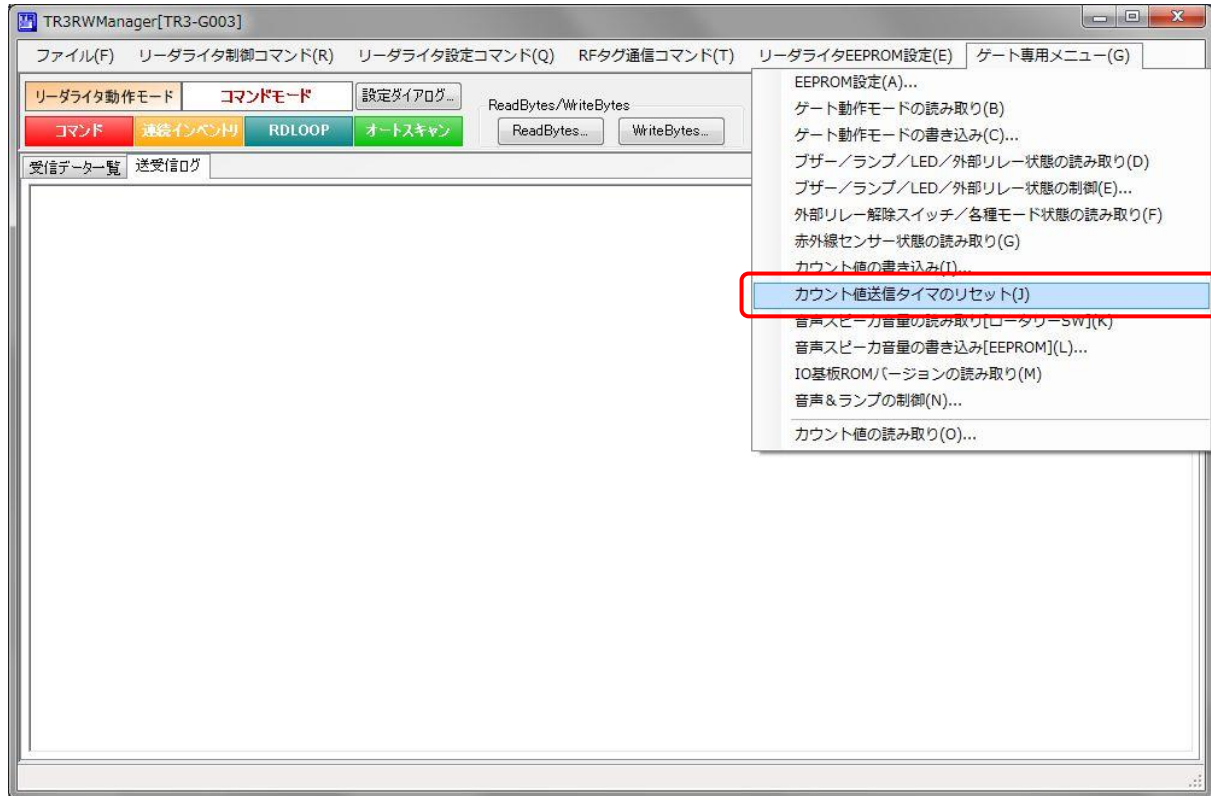 TR3RWManager[TR3-G003]
ファイル(F) リーダライタ制御コマンド(R) リーダライタ設定コマンド(Q) RFタグ通信コマンド(T) リーダライタEEPROM設定(E) ゲート専用メニュー(G)
リーダライタ動作モード コマンドモード 設定ダイアログ...
コマンド 連続インベントリ RDLOOP オートスキャン
ReadBytes/WriteBytes
ReadBytes... WriteBytes...
受信データ一覧 送受信ログ
EEPROM設定(A)...
ゲート動作モードの読み取り(B)
ゲート動作モードの書き込み(C)...
ブザー/ランプ/LED/外部リレー状態の読み取り(D)
ブザー/ランプ/LED/外部リレー状態の制御(E)...
外部リレー解除スイッチ/各種モード状態の読み取り(F)
赤外線センサー状態の読み取り(G)
カウント値の書き込み(I)...
カウント値送信タイマのリセット(J)
音声スピーカ音量の読み取り[ロータリーSW](K)
音声スピーカ音量の書き込み[EEPROM](L)...
IO基板ROMバージョンの読み取り(M)
音声&ランプの制御(N)...
カウント値の読み取り(O)...